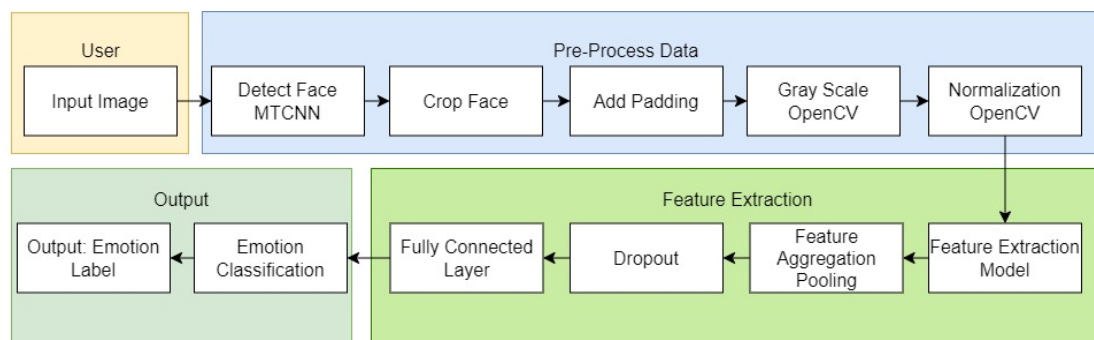 User
Input Image
Pre-Process Data
Detect Face
MTCNN
Crop Face
Add Padding
Gray Scale
OpenCV
Normalization
OpenCV
Feature Extraction
Feature Extraction
Model
Feature
Aggregation
Pooling
Dropout
Fully Connected
Layer
Output
Emotion
Classification
Output: Emotion
Label